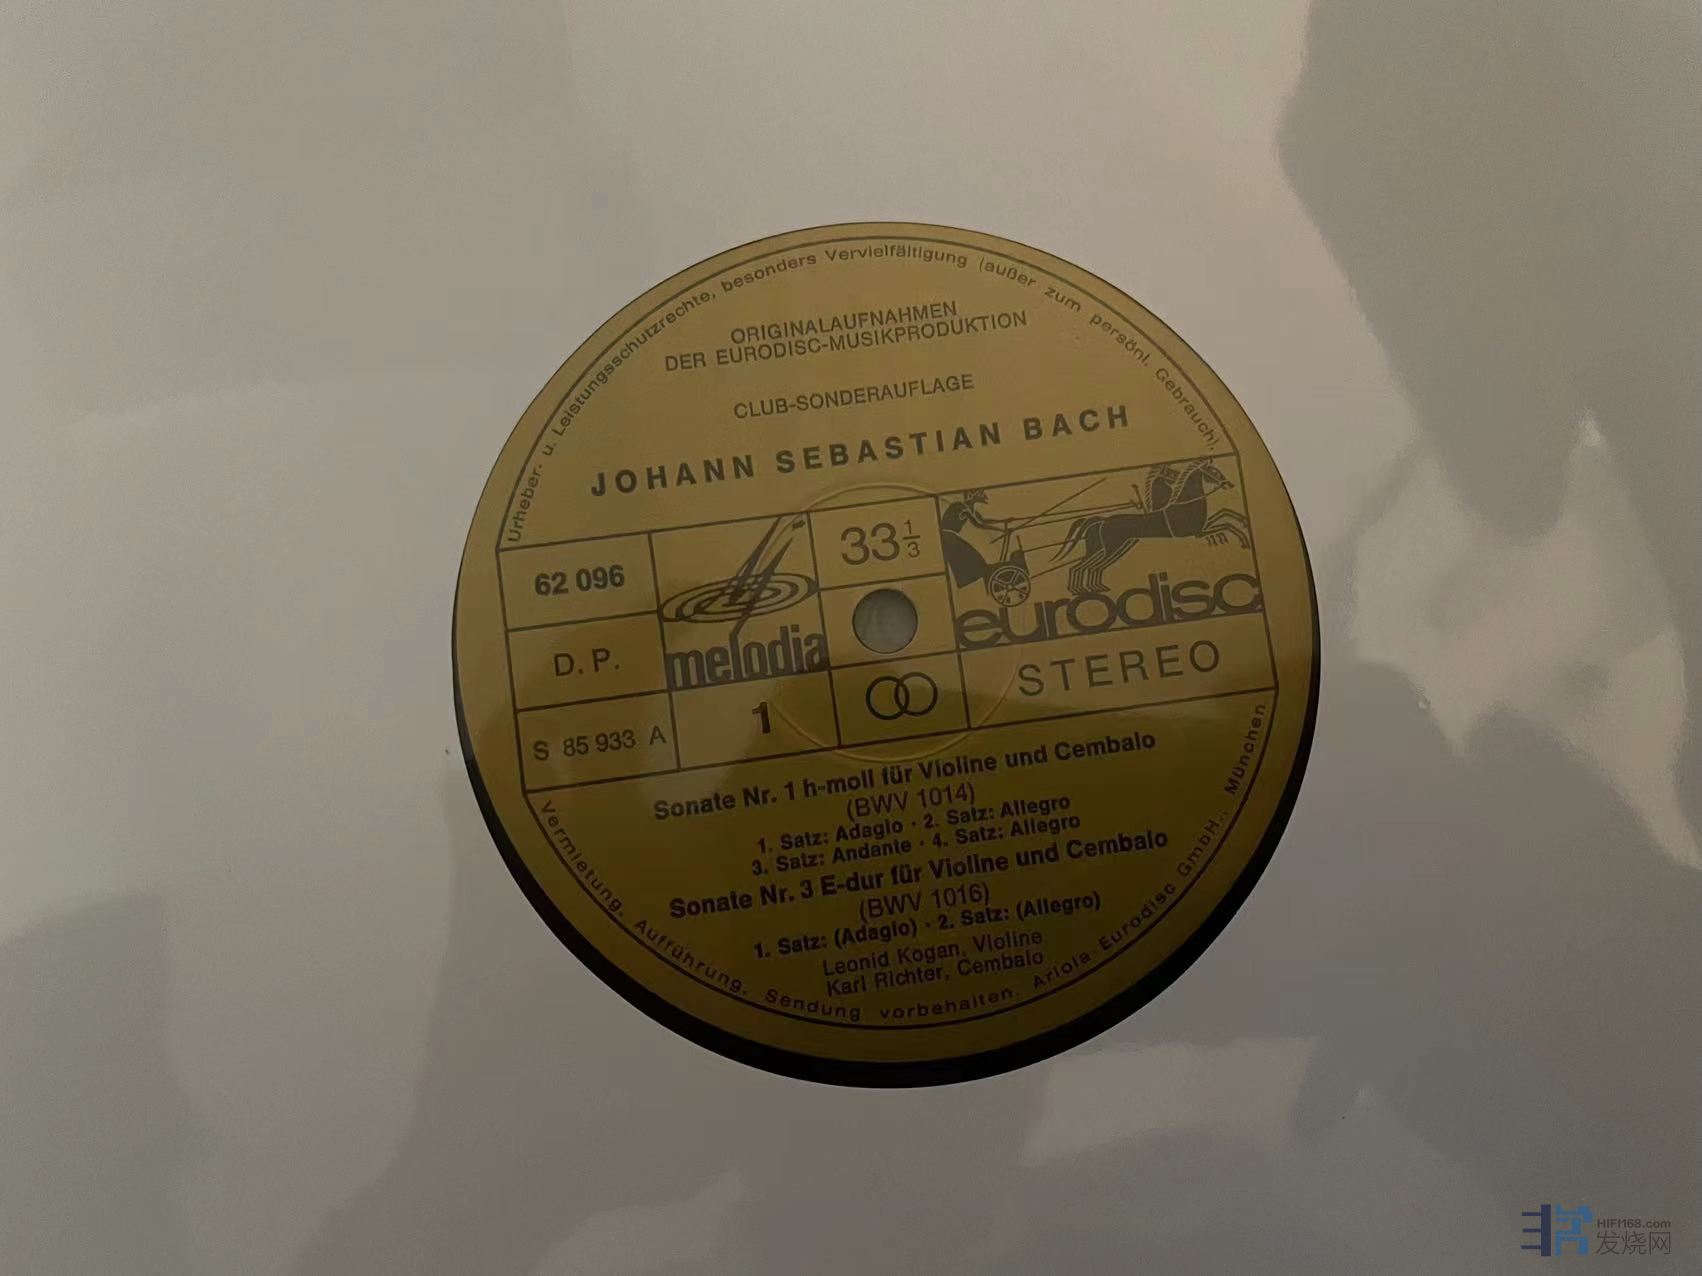 Urheber- u. Leistungsschutzrechte, besonders Vervielfältigung (außer zum persönl. Gebrauch),
ORIGINALAUFNAHMEN
DER EURODISC-MUSIKPRODUKTION
CLUB-SONDERAUFLAGE
JOHANN SEBASTIAN BACH
62 096
D. P.
S 85 933 A
melodia
1
33 1/3
eurodisc
STEREO
Sonate Nr. 1 h-moll für Violine und Cembalo
(BWV 1014)
1. Satz: Adagio · 2. Satz: Allegro
3. Satz: Andante · 4. Satz: Allegro
Sonate Nr. 3 E-dur für Violine und Cembalo
(BWV 1016)
1. Satz: (Adagio) · 2. Satz: (Allegro)
Leonid Kogan, Violine
Karl Richter, Cembalo
Vermietung, Aufführung, Sendung vorbehalten. Ariola-Eurodisc GmbH., München
HIFI168.com
发烧网